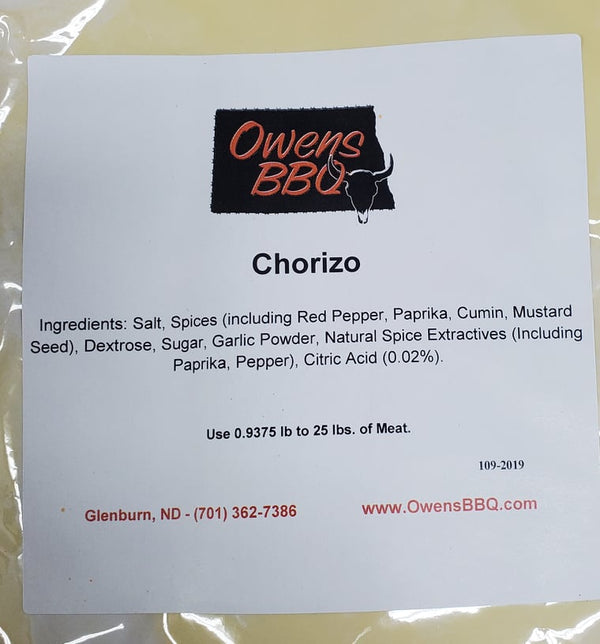 Owens
BBQ
Chorizo
Ingredients: Salt, Spices (including Red Pepper, Paprika, Cumin, Mustard
Seed), Dextrose, Sugar, Garlic Powder, Natural Spice Extractives (Including
Paprika, Pepper), Citric Acid (0.02%).
Use 0.9375 lb to 25 lbs. of Meat.
109-2019
Glenburn, ND - (701) 362-7386 www.OwensBBQ.com